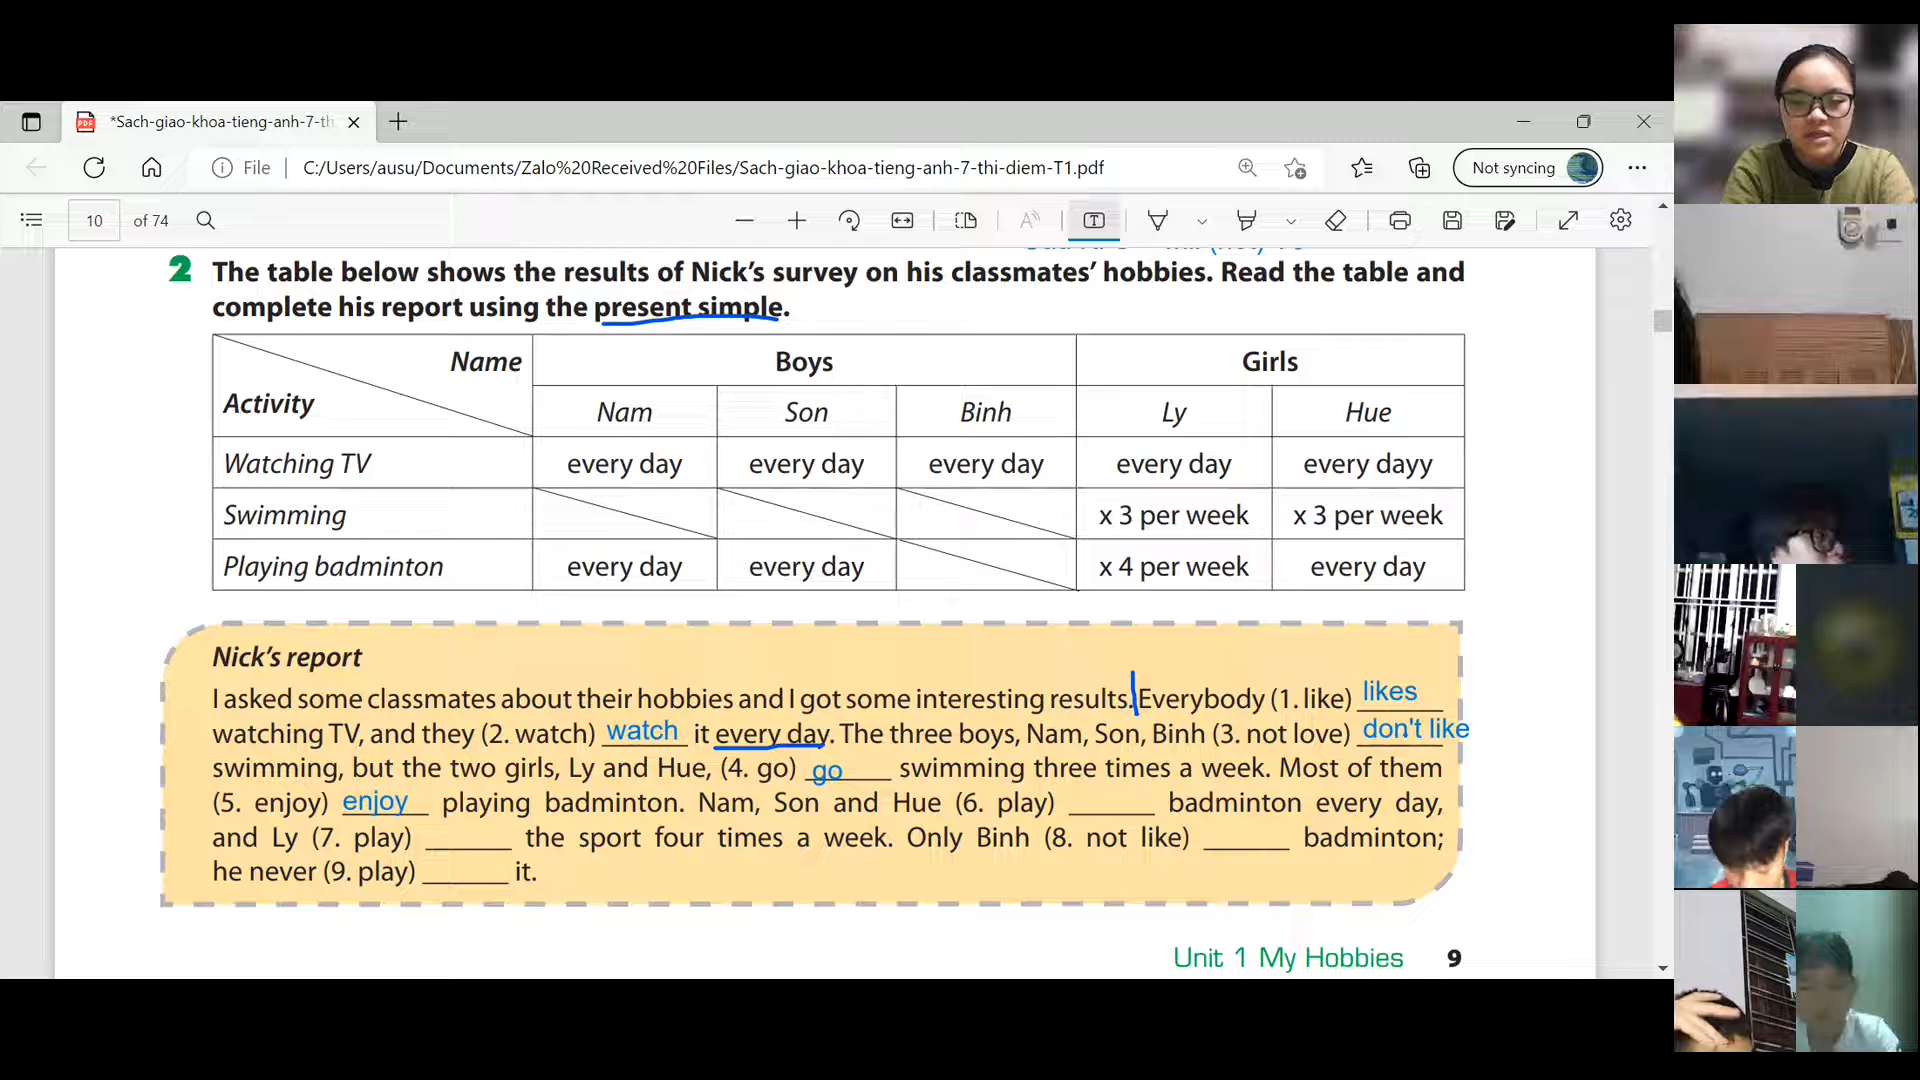 *Sach-giao-khoa-tieng-anh-7-th
File
C:/Users/ausu/Documents/Zalo%20Received%20Files/Sach-giao-khoa-tieng-anh-7-thi-diem-T1.pdf
Not syncing
10 of 74
2 The table below shows the results of Nick's survey on his classmates' hobbies. Read the table and
complete his report using the present simple.
Name Boys Girls
Activity
Nam Son Binh Ly Hue
Watching TV every day every day every day every day every dayy
Swimming x 3 per week x 3 per week
Playing badminton every day every day x 4 per week every day
Nick's report
I asked some classmates about their hobbies and I got some interesting results. Everybody (1. like) likes
watching TV, and they (2. watch) watch it every day. The three boys, Nam, Son, Binh (3. not love) don't like
swimming, but the two girls, Ly and Hue, (4. go) go swimming three times a week. Most of them
(5. enjoy) enjoy playing badminton. Nam, Son and Hue (6. play) ______ badminton every day,
and Ly (7. play) ______ the sport four times a week. Only Binh (8. not like) ______ badminton;
he never (9. play) ______ it.
Unit 1 My Hobbies 9